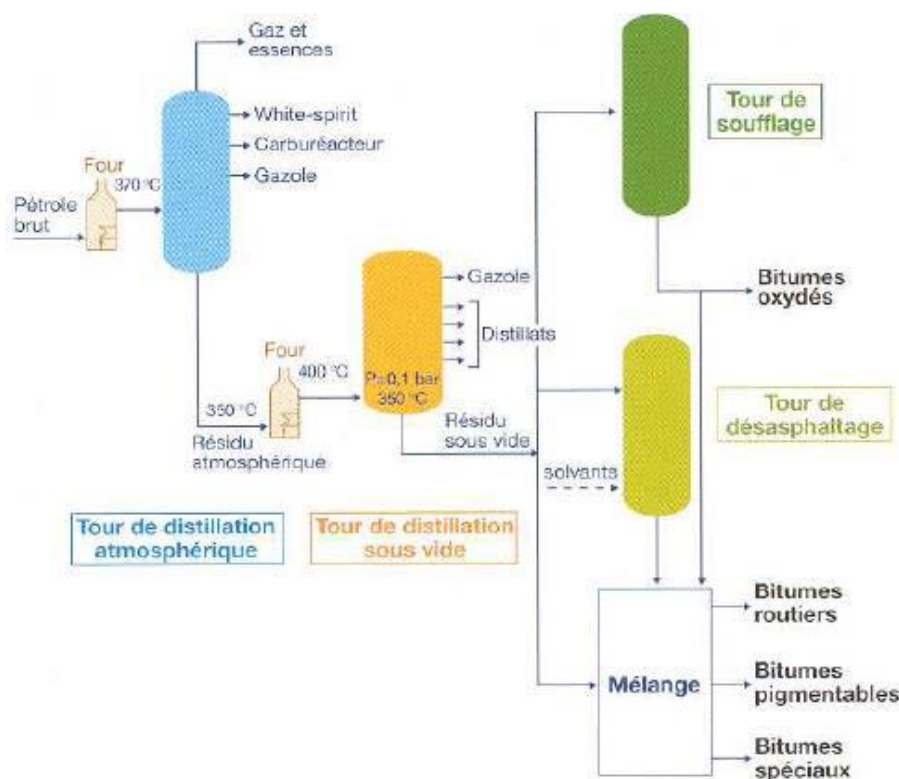 Gaz et
essences
White-spirit
Carburéacteur
Gazole
Four
370 °C
Pétrole
brut
Tour de
soufflage
Bitumes
oxydés
Gazole
Distillats
Four
400 °C
P=0,1 bar
350 °C
350 °C
Résidu
atmosphérique
Résidu
sous vide
solvants
Tour de
désasphaltage
Tour de distillation
atmosphérique
Tour de distillation
sous vide
Mélange
Bitumes
routiers
Bitumes
pigmentables
Bitumes
spéciaux